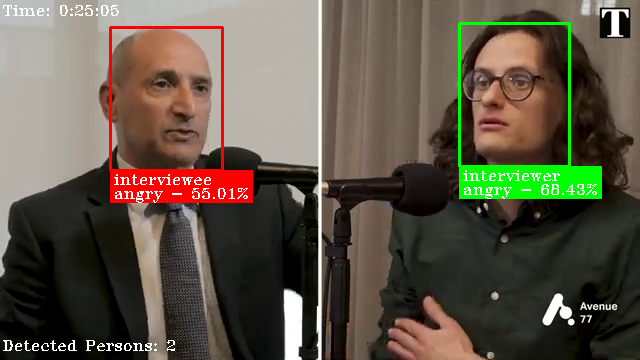 Time: 0:25:05
T
interviewee
angry - 55.01%
interviewer
angry - 68.43%
Avenue
77
Detected Persons: 2